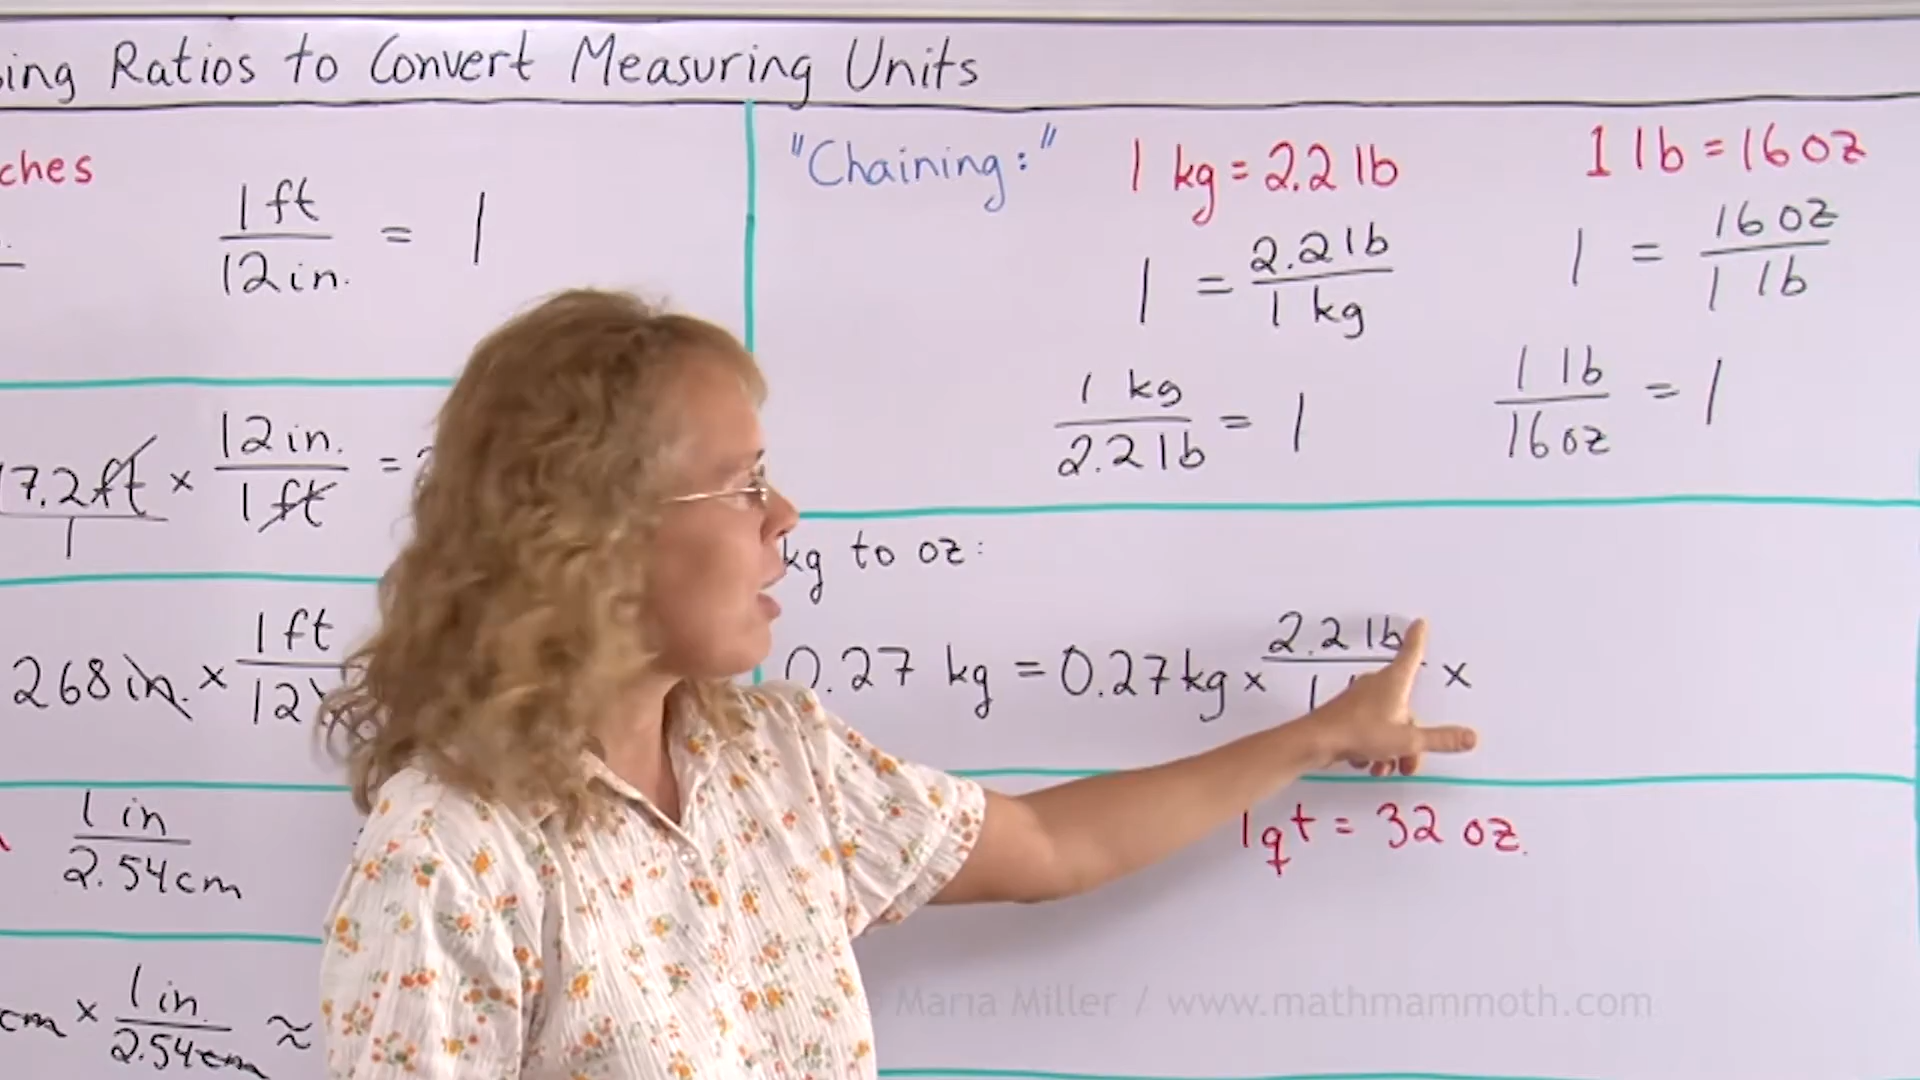 ing Ratios to Convert Measuring Units
ches
1 ft / 12 in. = 1
7.2 ft / 1 × 12 in. / 1 ft =
268 in. × 1 ft / 12
1 in / 2.54 cm
cm × 1 in. / 2.54 cm ≈
"Chaining:"
1 kg = 2.2 lb
1 = 2.2 lb / 1 kg
1 kg / 2.2 lb = 1
1 lb = 16 oz
1 = 16 oz / 1 lb
1 lb / 16 oz = 1
kg to oz:
0.27 kg = 0.27 kg × 2.2 lb / 1 ×
1 qt = 32 oz.
Maria Miller / www.mathmammoth.com